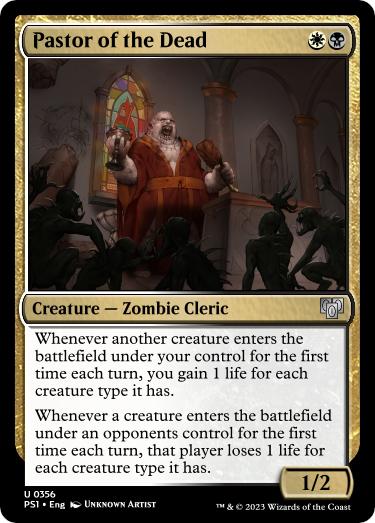 Pastor of the Dead
Creature — Zombie Cleric
Whenever another creature enters the
battlefield under your control for the first
time each turn, you gain 1 life for each
creature type it has.
Whenever a creature enters the battlefield
under an opponents control for the first
time each turn, that player loses 1 life for
each creature type it has.
1/2
U 0356
PS1 • Eng Unknown Artist
™ & © 2023 Wizards of the Coast